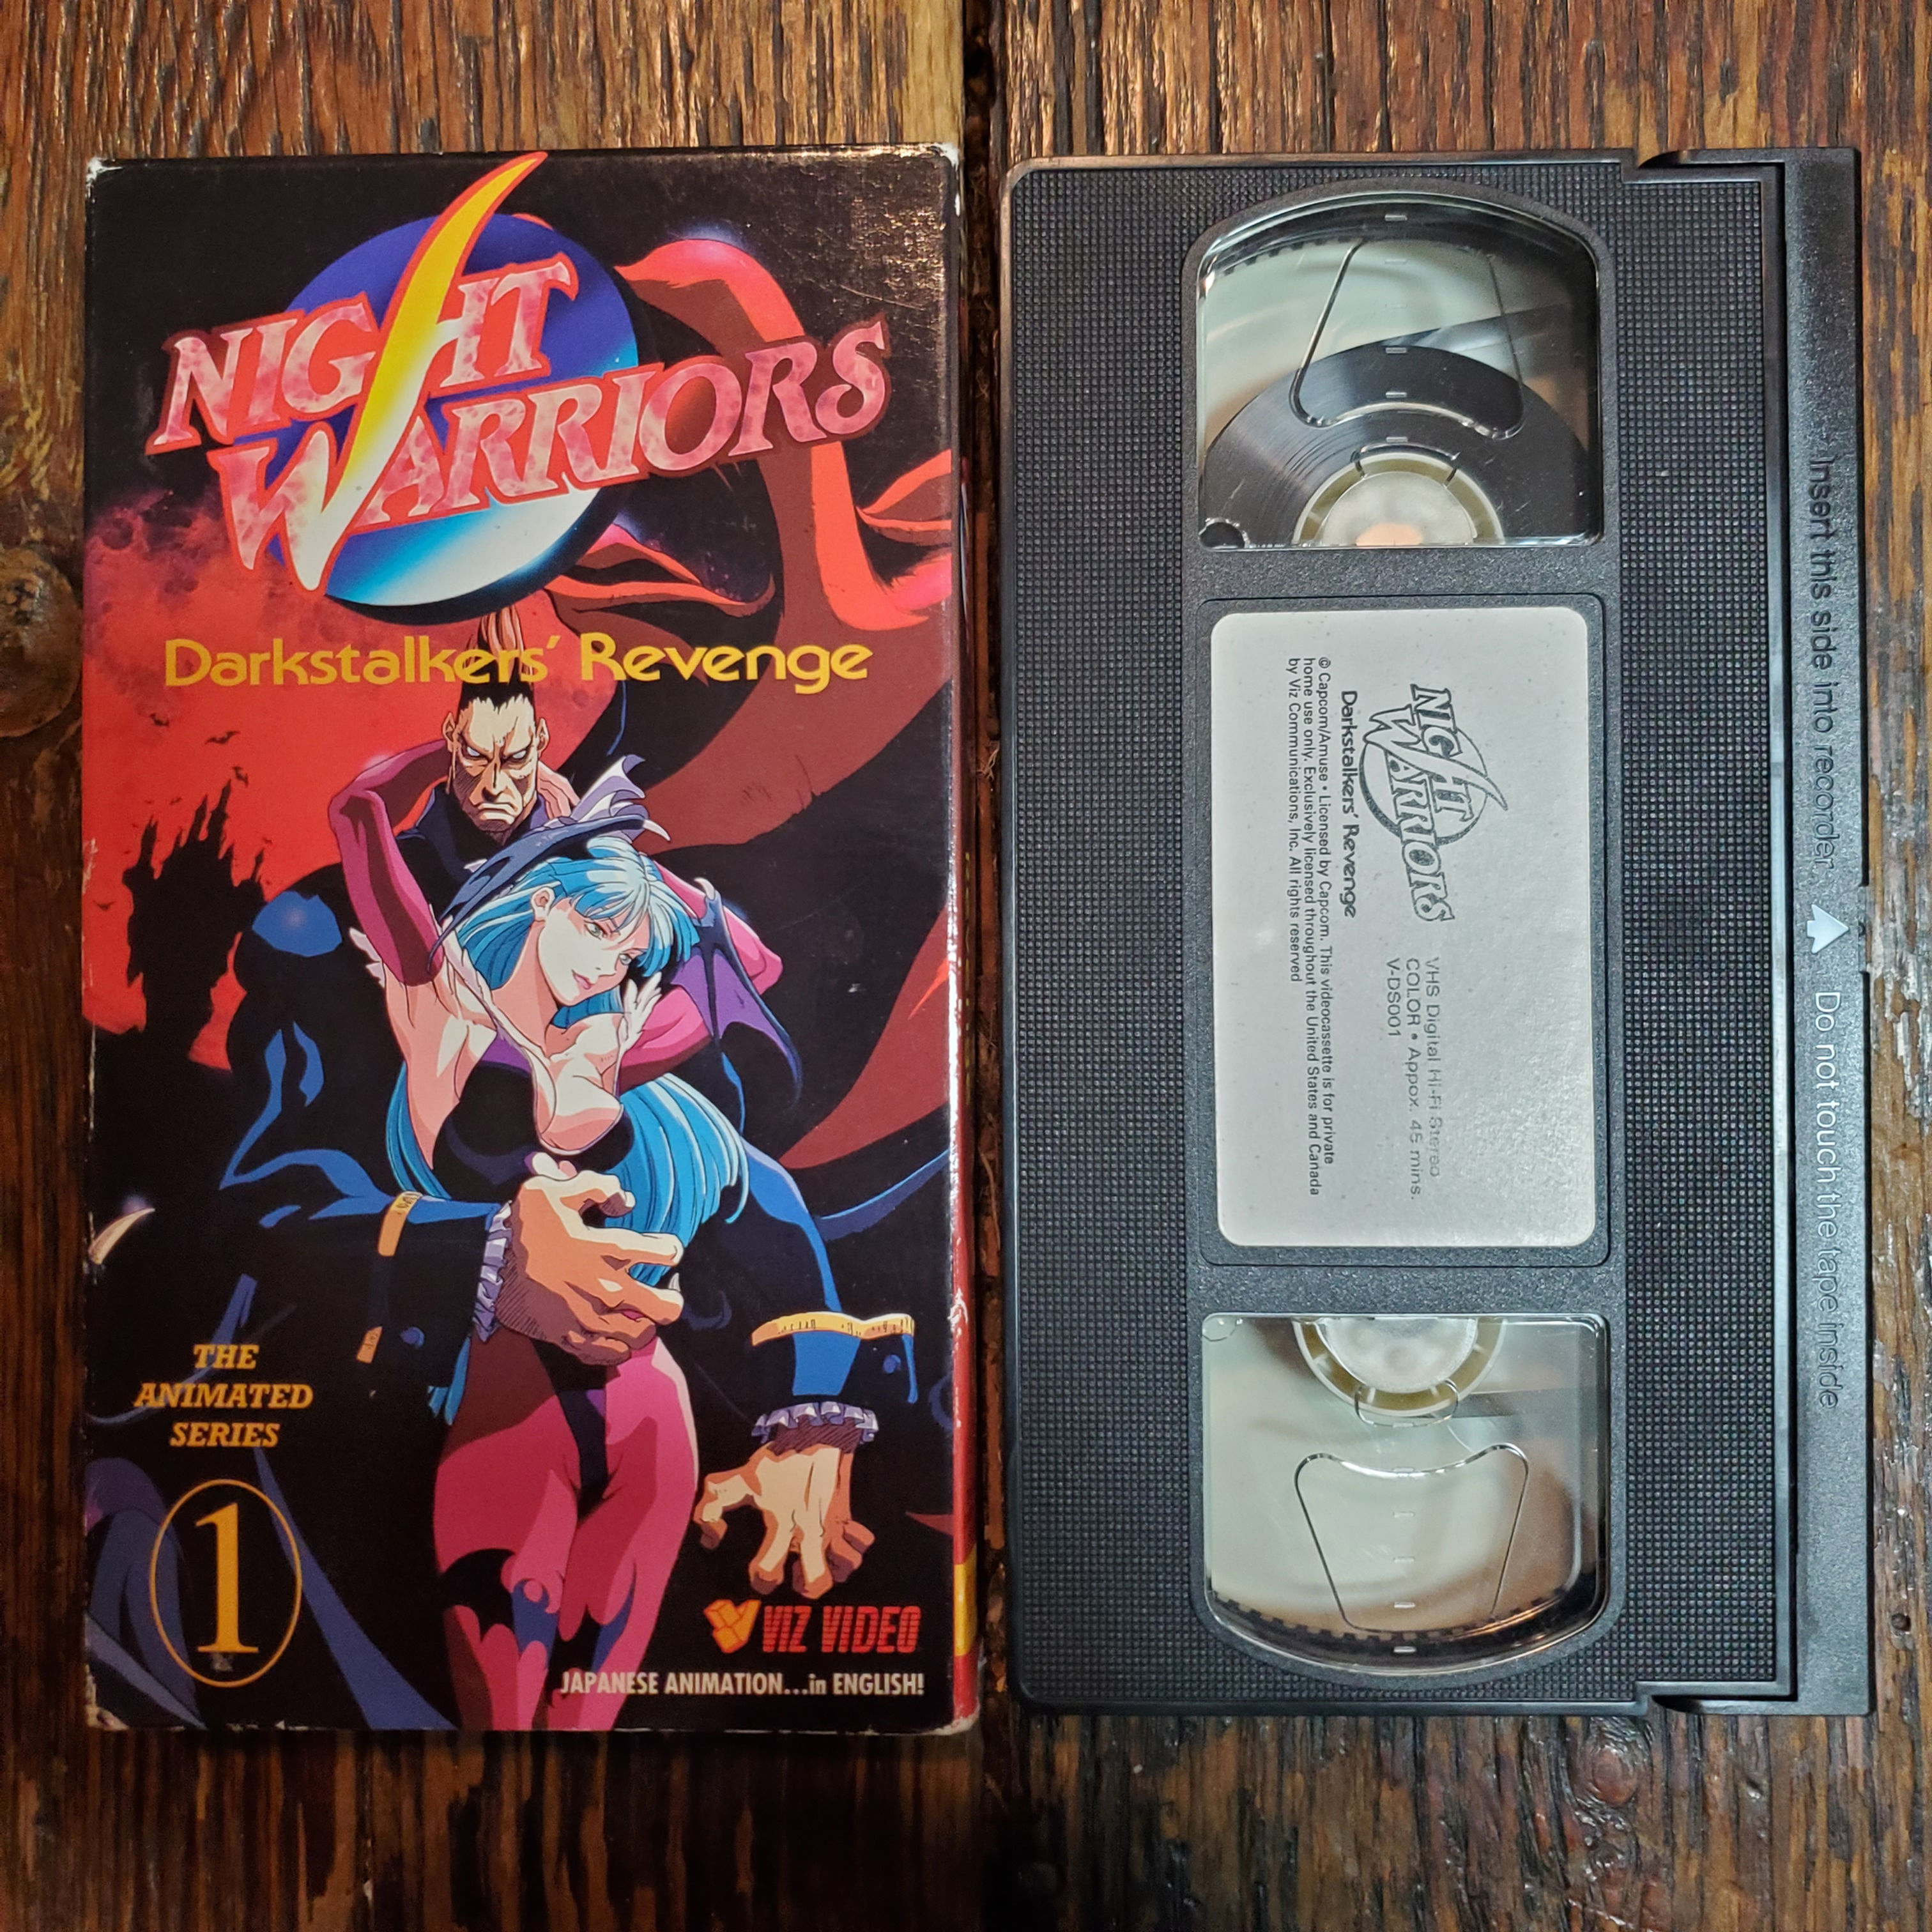 NIGHT
WARRIORS
Darkstalkers' Revenge
THE
ANIMATED
SERIES
1
VIZ VIDEO
JAPANESE ANIMATION...in ENGLISH!
NIGHT
WARRIORS
Darkstalkers' Revenge
VHS Digital Hi-Fi Stereo
COLOR • Appox. 45 mins.
V-DS001
© Capcom/Amuse • Licensed by Capcom. This videocassette is for private
home use only. Exclusively licensed throughout the United States and Canada
by Viz Communications, Inc. All rights reserved
Insert this side into recorder. Do not touch the tape inside